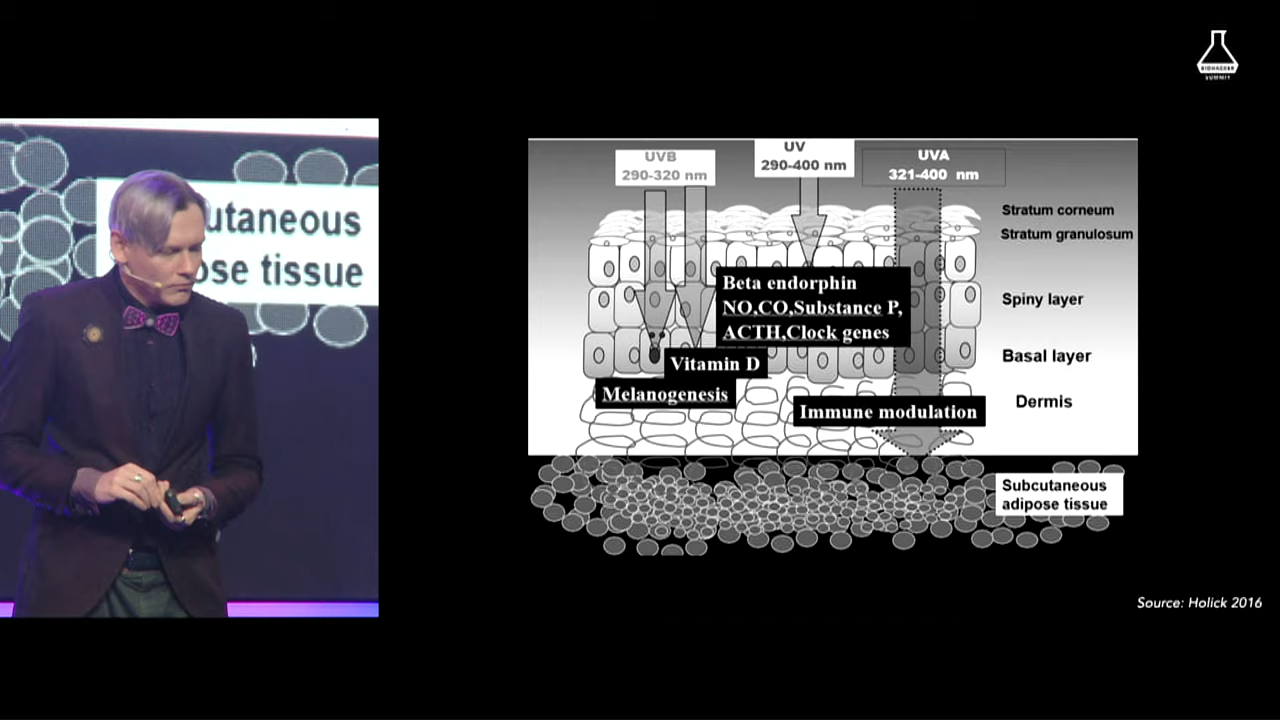 BIOHACKER
SUMMIT
utaneous
pose tissue
UVB
290-320 nm
UV
290-400 nm
UVA
321-400 nm
Stratum corneum
Stratum granulosum
Spiny layer
Basal layer
Dermis
Beta endorphin
NO,CO,Substance P,
ACTH,Clock genes
Vitamin D
Melanogenesis
Immune modulation
Subcutaneous
adipose tissue
Source: Holick 2016